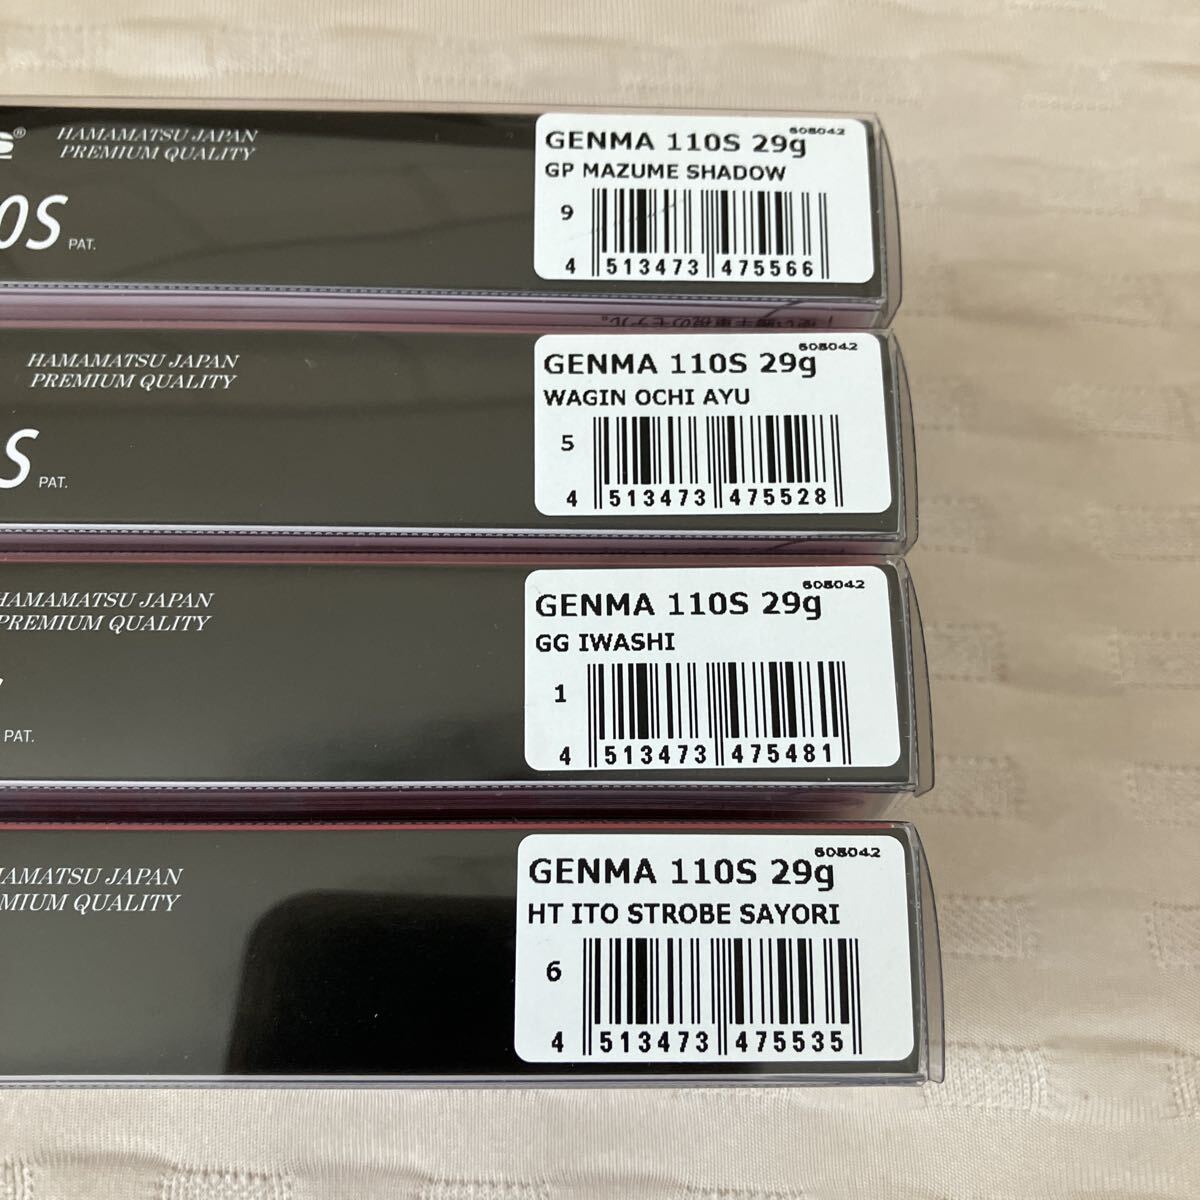 S®
HAMAMATSU JAPAN
PREMIUM QUALITY
0S PAT.
608042
GENMA 110S 29g
GP MAZUME SHADOW
9
4 513473 475566
HAMAMATSU JAPAN
PREMIUM QUALITY
S PAT.
608042
GENMA 110S 29g
WAGIN OCHI AYU
5
4 513473 475528
HAMAMATSU JAPAN
PREMIUM QUALITY
PAT.
608042
GENMA 110S 29g
GG IWASHI
1
4 513473 475481
HAMAMATSU JAPAN
MIUM QUALITY
608042
GENMA 110S 29g
HT ITO STROBE SAYORI
6
4 513473 475535